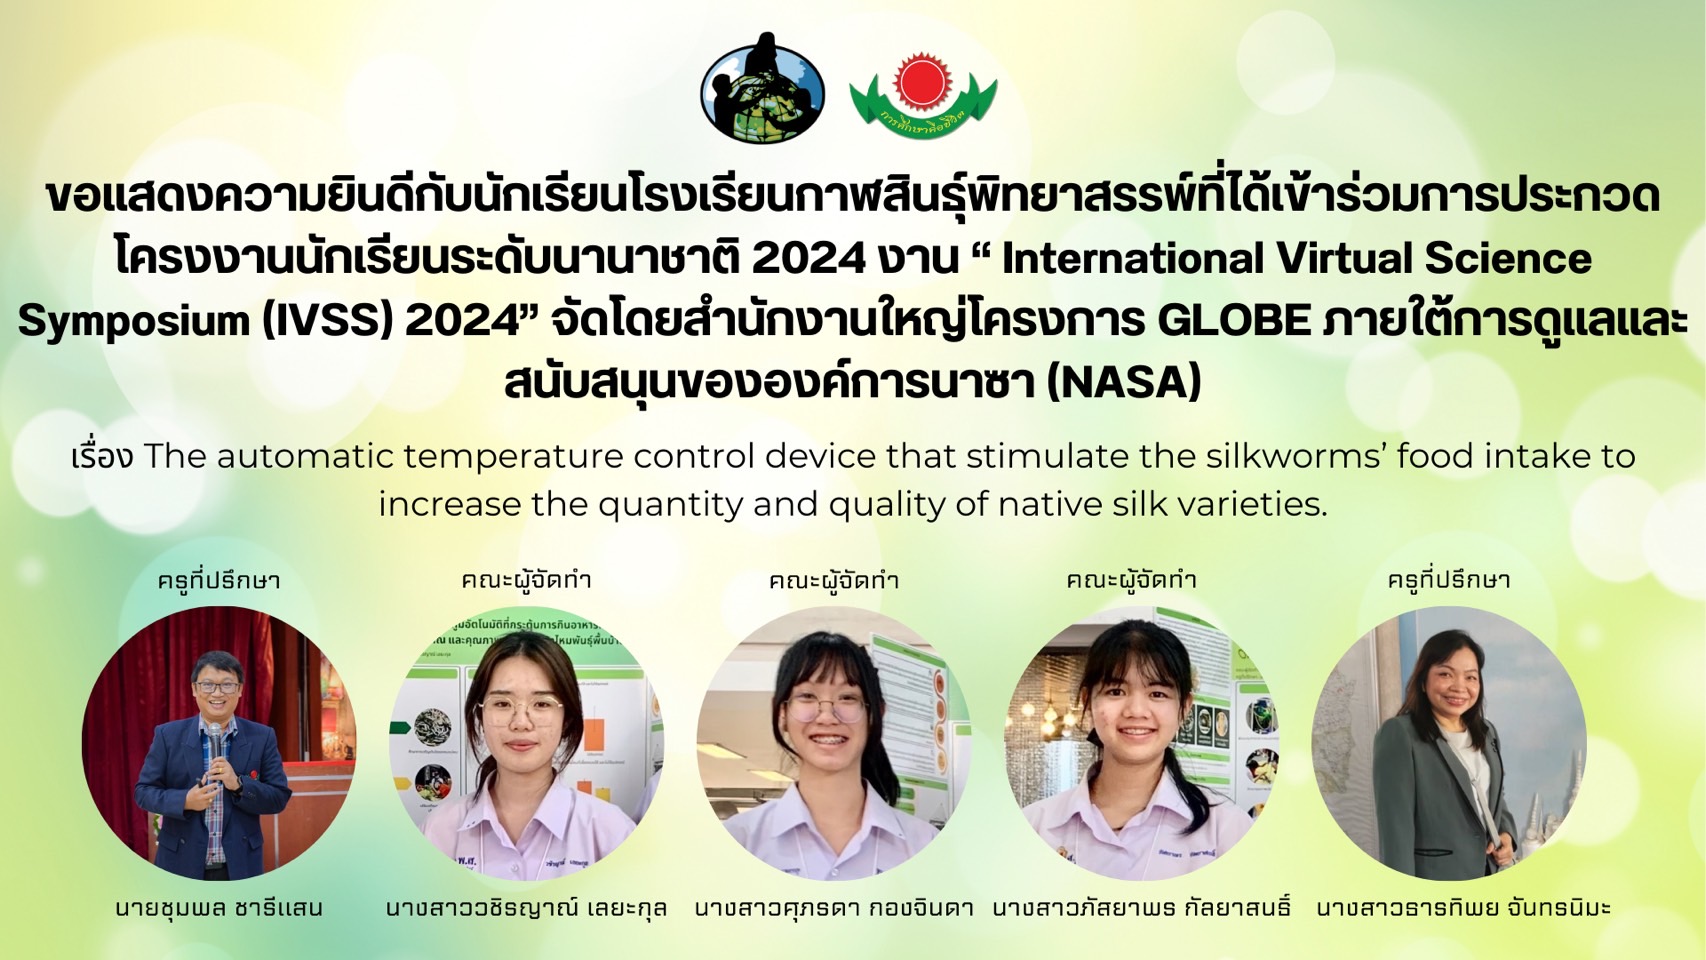 การศึกษาคือชีวิต
ขอแสดงความยินดีกับนักเรียนโรงเรียนกาฬสินธุ์พิทยาสรรพ์ที่ได้เข้าร่วมการประกวด
โครงงานนักเรียนระดับนานาชาติ 2024 งาน “ International Virtual Science
Symposium (IVSS) 2024” จัดโดยสำนักงานใหญ่โครงการ GLOBE ภายใต้การดูแลและ
สนับสนุนขององค์การนาซา (NASA)
เรื่อง The automatic temperature control device that stimulate the silkworms’ food intake to
increase the quantity and quality of native silk varieties.
ครูที่ปรึกษา
คณะผู้จัดทำ
คณะผู้จัดทำ
คณะผู้จัดทำ
ครูที่ปรึกษา
นายชุมพล ชารีแสน
นางสาววชิรญาณ์ เลยะกุล
นางสาวศุภรดา กองจินดา
นางสาวภัสยาพร กัลยาสนธิ์
นางสาวธารทิพย จันทรนิมะ